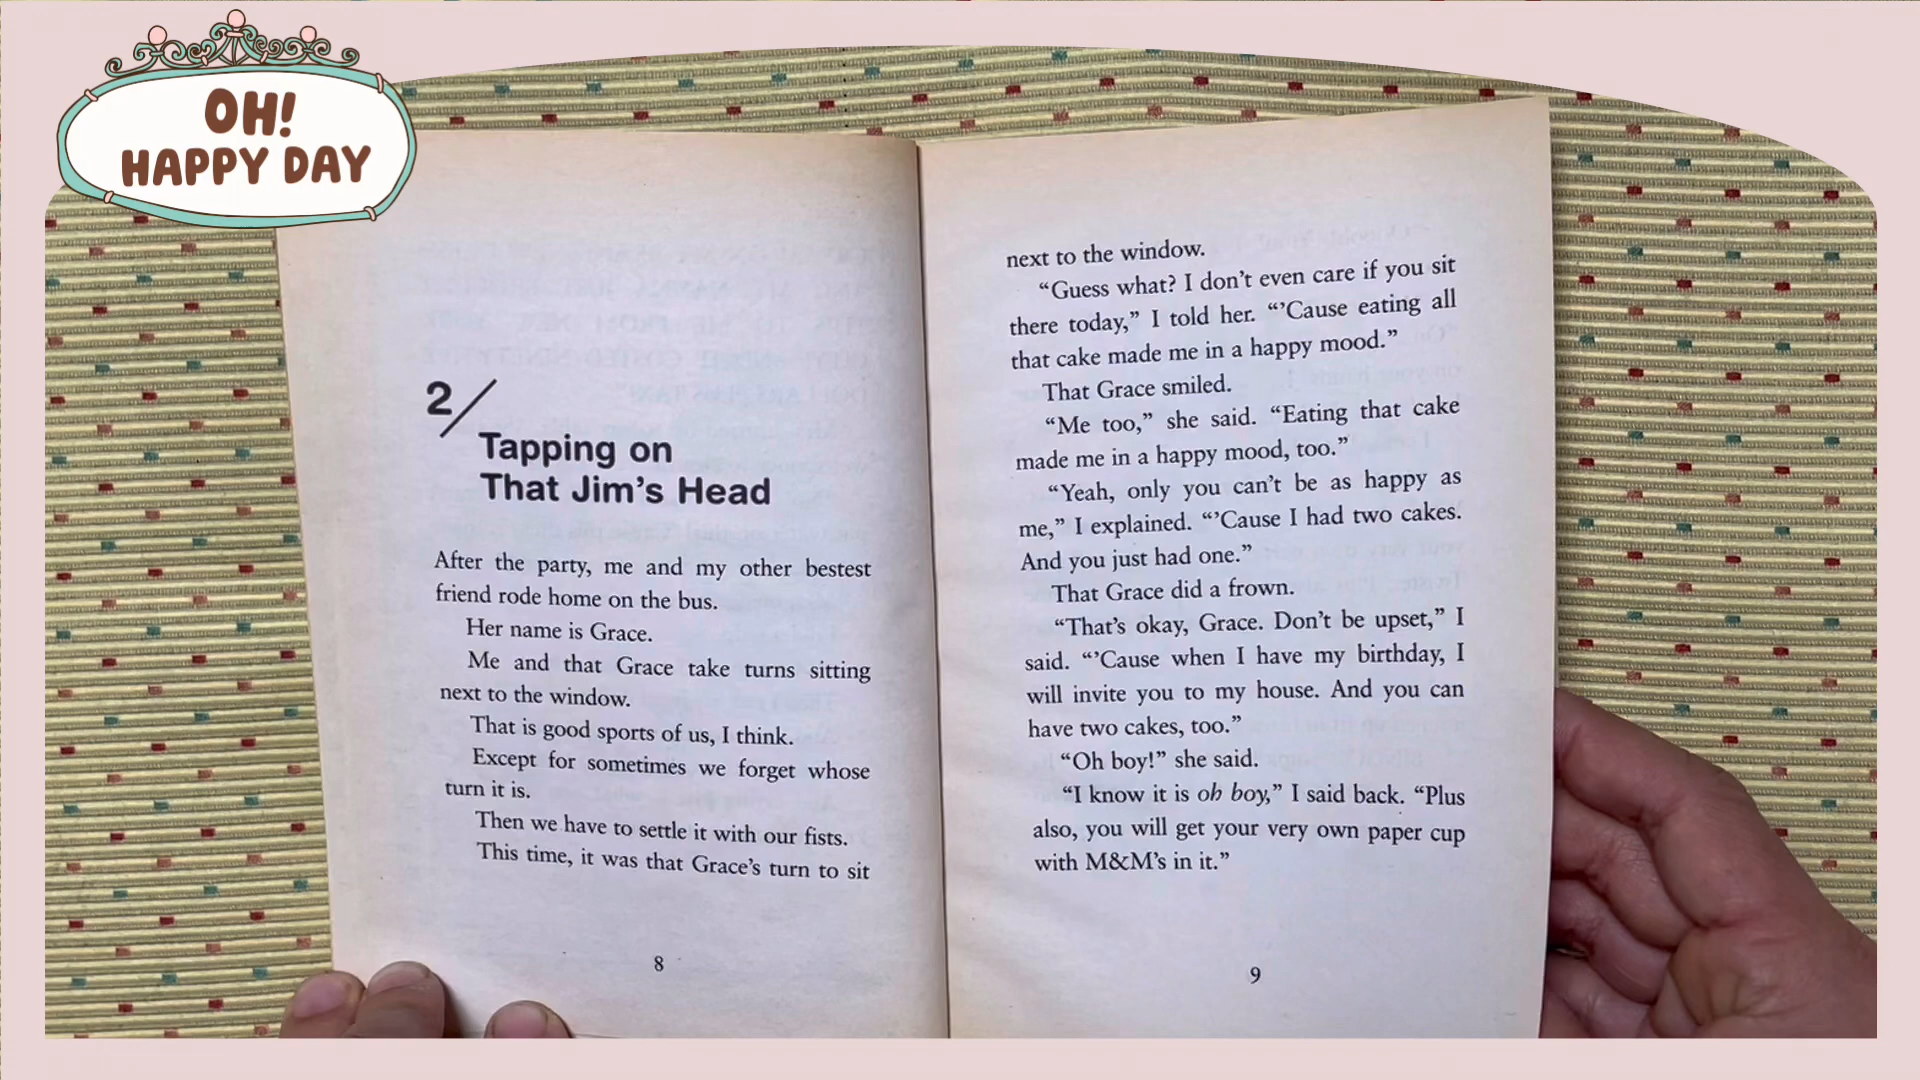 OH!
HAPPY DAY
2/
Tapping on
That Jim's Head
After the party, me and my other bestest
friend rode home on the bus.
Her name is Grace.
Me and that Grace take turns sitting
next to the window.
That is good sports of us, I think.
Except for sometimes we forget whose
turn it is.
Then we have to settle it with our fists.
This time, it was that Grace's turn to sit
8
next to the window.
“Guess what? I don't even care if you sit
there today,” I told her. “’Cause eating all
that cake made me in a happy mood.”
That Grace smiled.
“Me too,” she said. “Eating that cake
made me in a happy mood, too.”
“Yeah, only you can't be as happy as
me,” I explained. “’Cause I had two cakes.
And you just had one.”
That Grace did a frown.
“That's okay, Grace. Don't be upset,” I
said. “’Cause when I have my birthday, I
will invite you to my house. And you can
have two cakes, too.”
“Oh boy!” she said.
“I know it is oh boy,” I said back. “Plus
also, you will get your very own paper cup
with M&M's in it.”
9